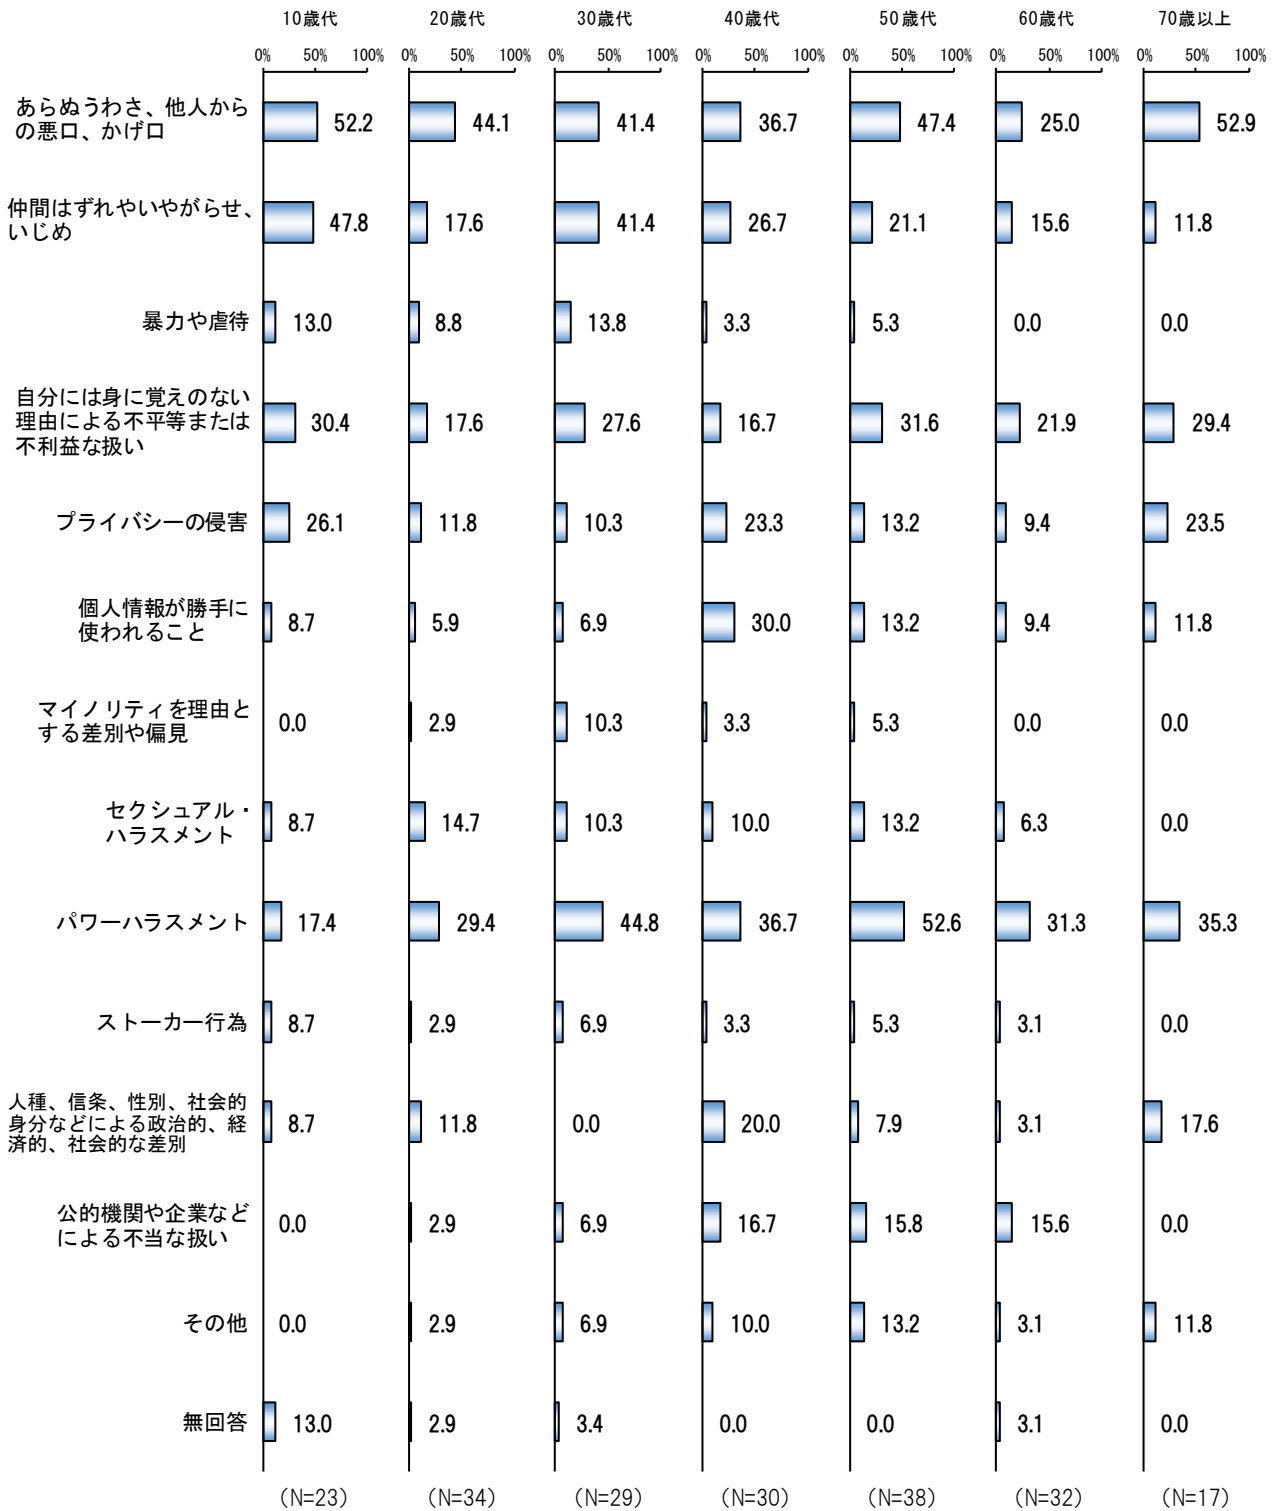 10歳代 20歳代 30歳代 40歳代 50歳代 60歳代 70歳以上
0% 50% 100% 0% 50% 100% 0% 50% 100% 0% 50% 100% 0% 50% 100% 0% 50% 100% 0% 50% 100%
あらぬうわさ、他人から
の悪口、かげ口
52.2 44.1 41.4 36.7 47.4 25.0 52.9
仲間はずれやいやがらせ、
いじめ
47.8 17.6 41.4 26.7 21.1 15.6 11.8
暴力や虐待 13.0 8.8 13.8 3.3 5.3 0.0 0.0
自分には身に覚えのない
理由による不平等または
不利益な扱い
30.4 17.6 27.6 16.7 31.6 21.9 29.4
プライバシーの侵害 26.1 11.8 10.3 23.3 13.2 9.4 23.5
個人情報が勝手に
使われること
8.7 5.9 6.9 30.0 13.2 9.4 11.8
マイノリティを理由と
する差別や偏見
0.0 2.9 10.3 3.3 5.3 0.0 0.0
セクシュアル・
ハラスメント
8.7 14.7 10.3 10.0 13.2 6.3 0.0
パワーハラスメント 17.4 29.4 44.8 36.7 52.6 31.3 35.3
ストーカー行為 8.7 2.9 6.9 3.3 5.3 3.1 0.0
人種、信条、性別、社会的
身分などによる政治的、経
済的、社会的な差別
8.7 11.8 0.0 20.0 7.9 3.1 17.6
公的機関や企業など
による不当な扱い
0.0 2.9 6.9 16.7 15.8 15.6 0.0
その他 0.0 2.9 6.9 10.0 13.2 3.1 11.8
無回答 13.0 2.9 3.4 0.0 0.0 3.1 0.0
（N=23） （N=34） （N=29） （N=30） （N=38） （N=32） （N=17）